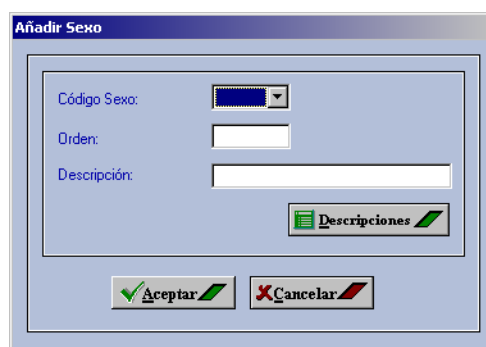 Añadir Sexo
Código Sexo:
Orden:
Descripción:
Descripciones
Aceptar Cancelar